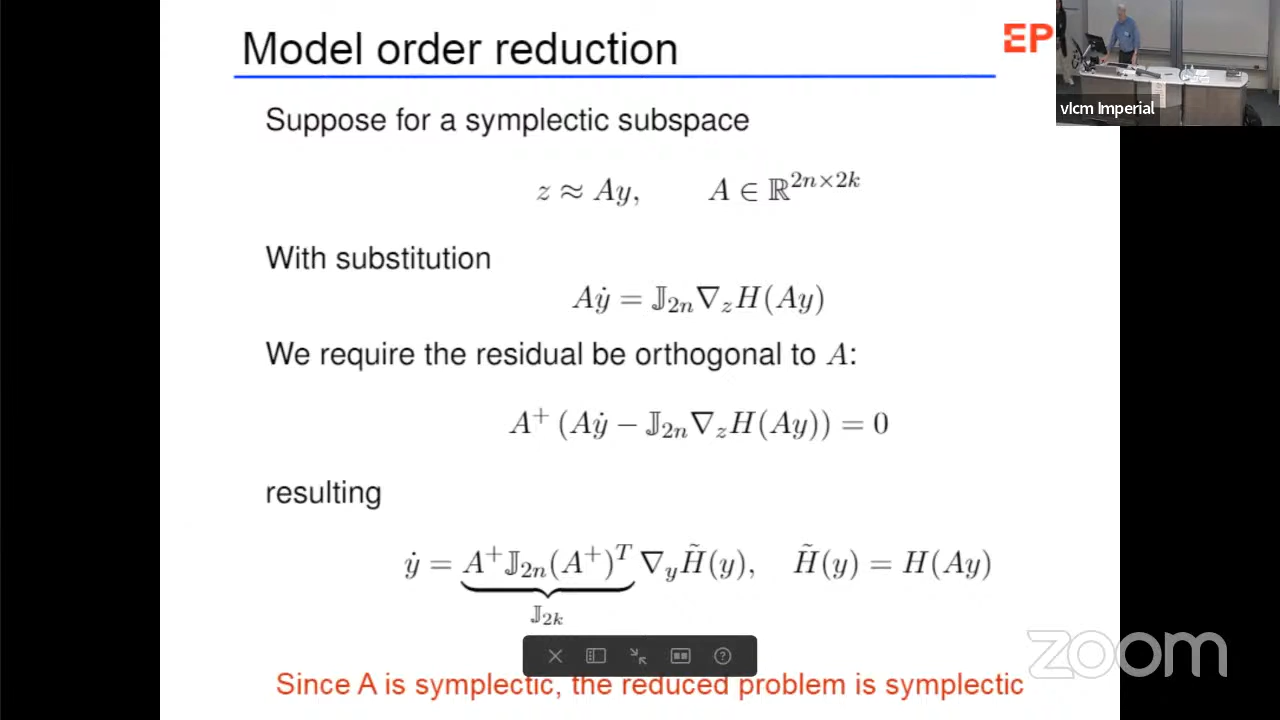 Model order reduction
EP
vlcm Imperial
Suppose for a symplectic subspace
z ≈ Ay, A ∈ ℝ^{2n×2k}
With substitution
Aẏ = 𝕁_{2n}∇_z H(Ay)
We require the residual be orthogonal to A:
A⁺ (Aẏ − 𝕁_{2n}∇_z H(Ay)) = 0
resulting
ẏ = A⁺𝕁_{2n}(A⁺)^T ∇_y H̃(y), H̃(y) = H(Ay)
𝕁_{2k}
zoom
Since A is symplectic, the reduced problem is symplectic